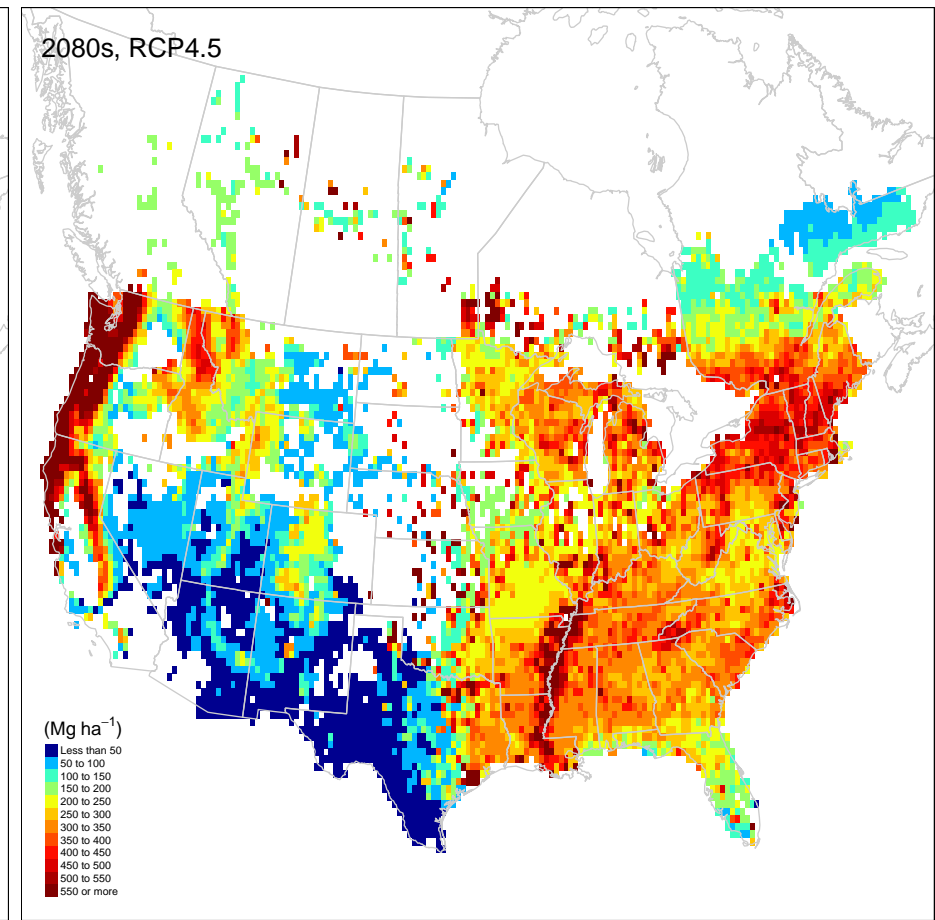 2080s, RCP4.5
(Mg ha⁻¹)
Less than 50
50 to 100
100 to 150
150 to 200
200 to 250
250 to 300
300 to 350
350 to 400
400 to 450
450 to 500
500 to 550
550 or more